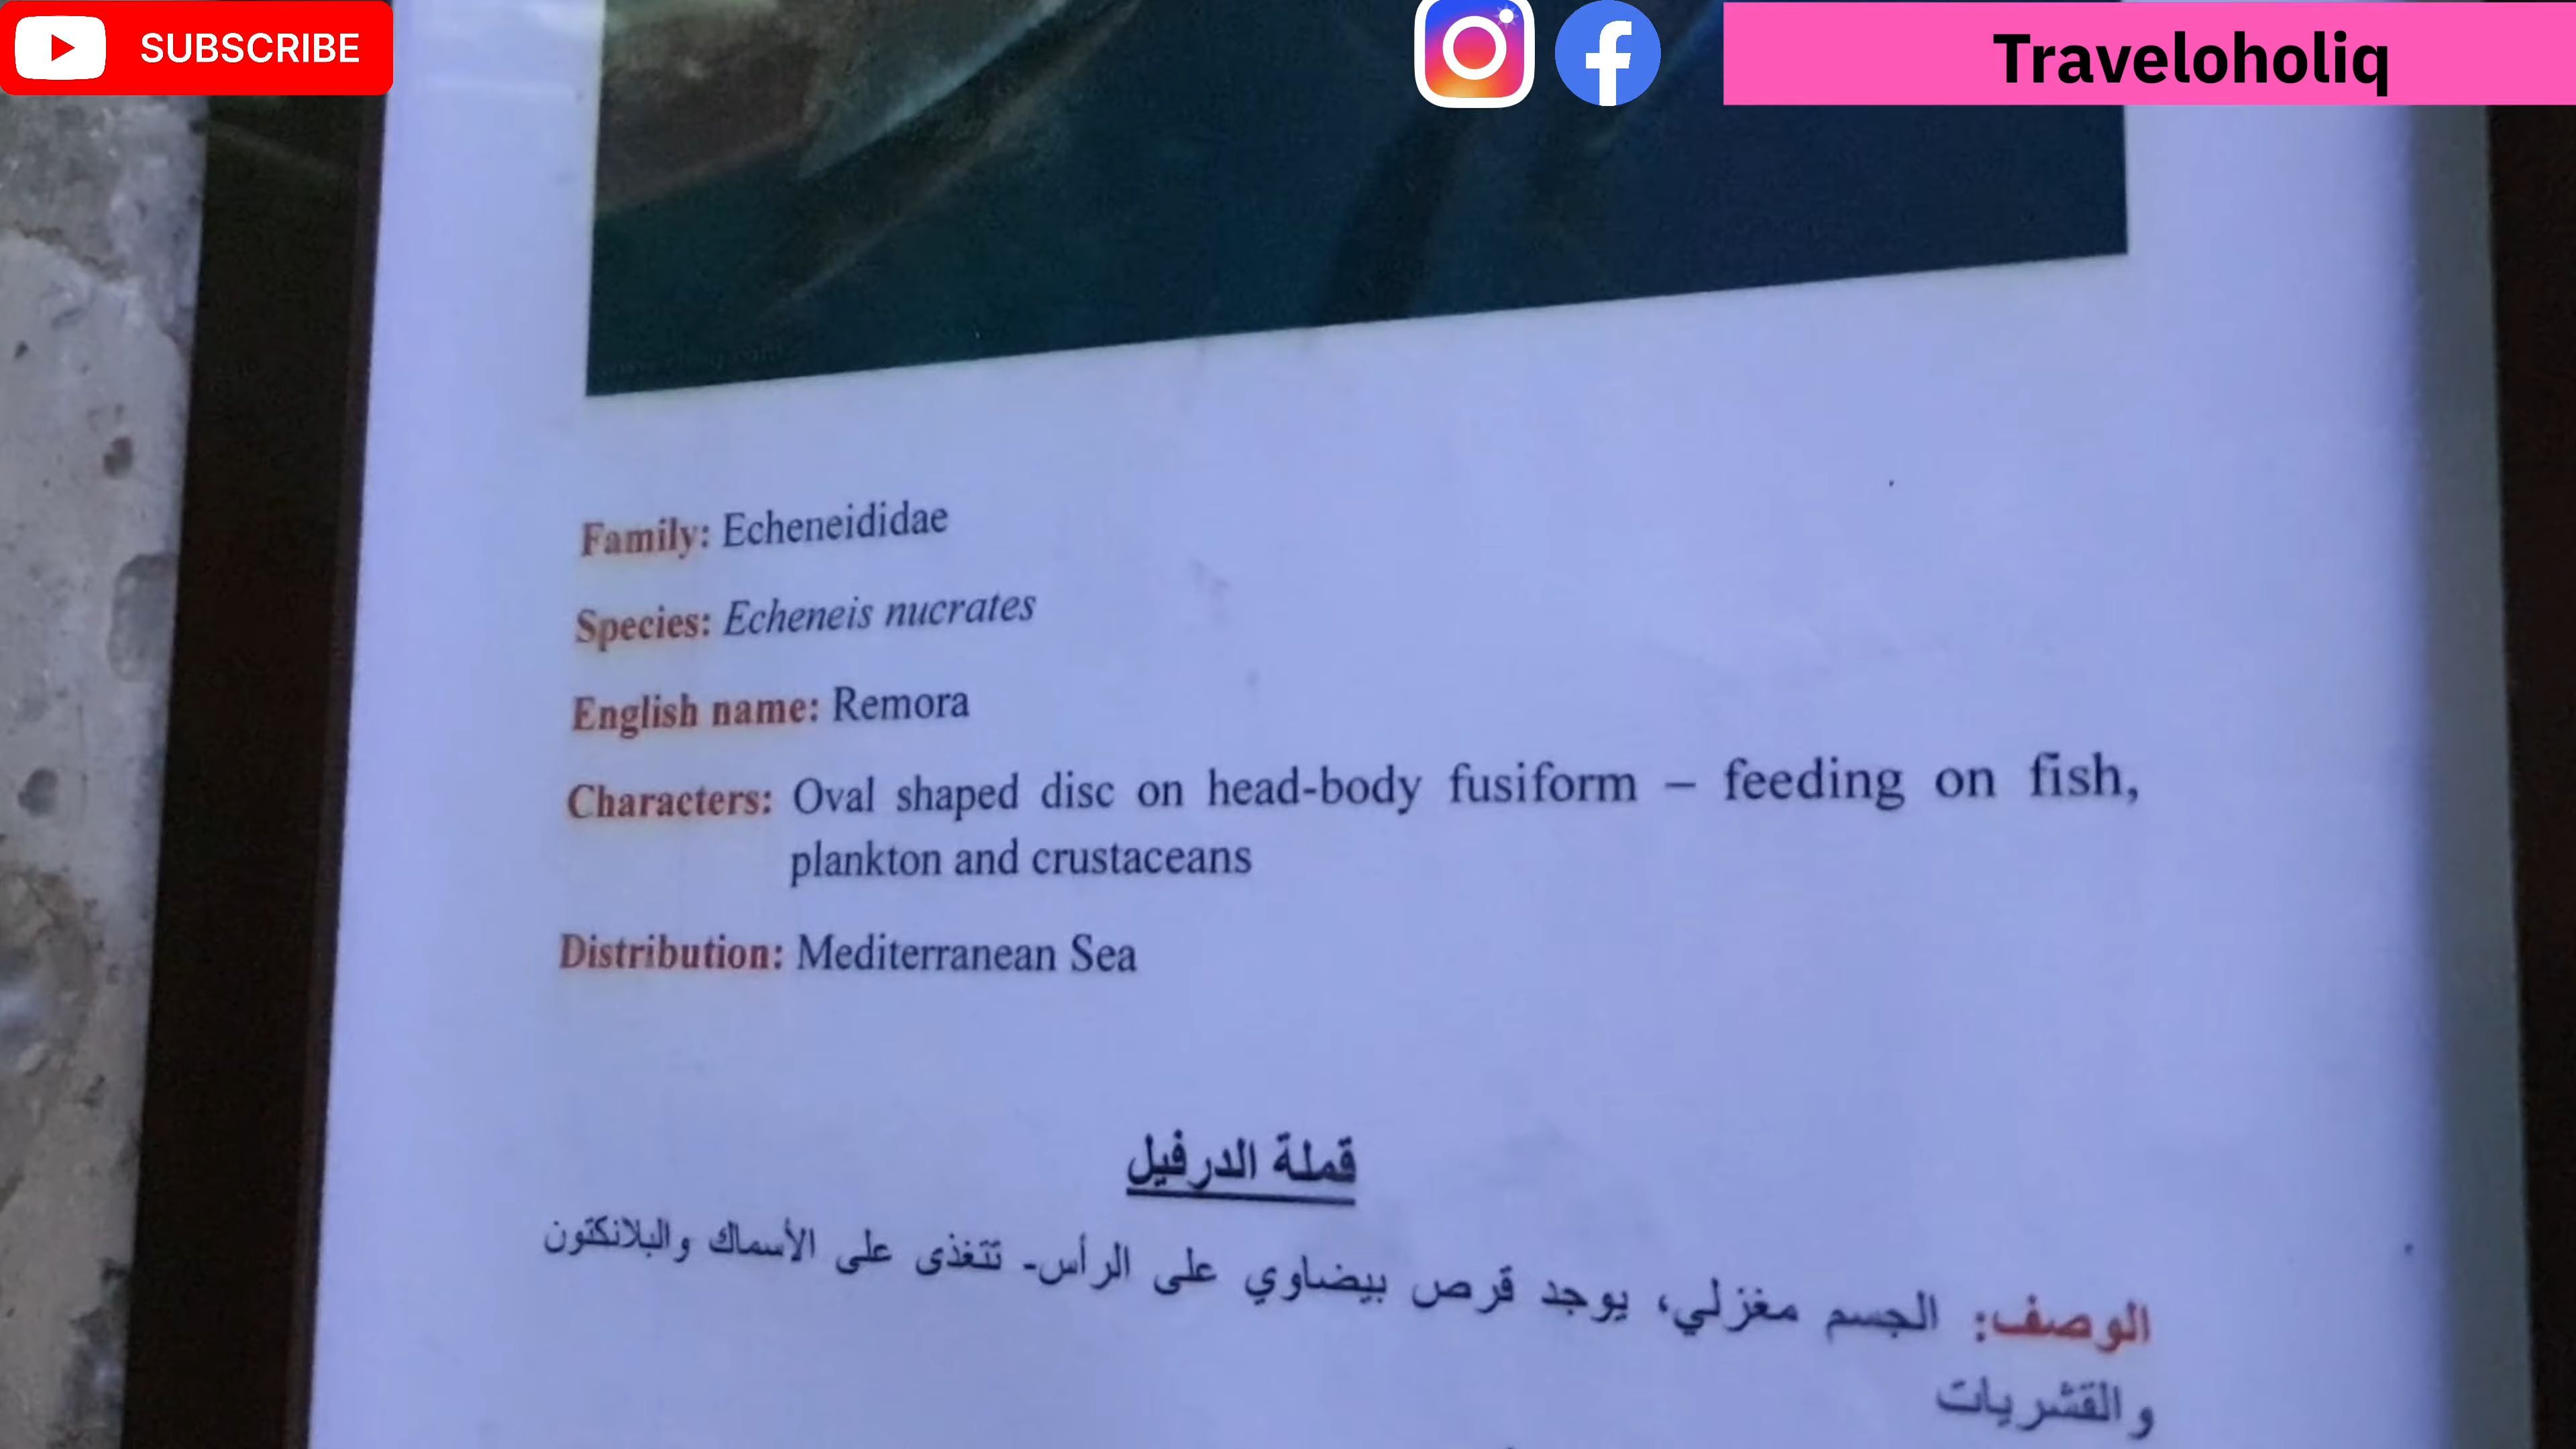 SUBSCRIBE
Traveloholiq
Family: Echeneididae
Species: Echeneis nucrates
English name: Remora
Characters: Oval shaped disc on head-body fusiform – feeding on fish,
plankton and crustaceans
Distribution: Mediterranean Sea
قملة الدرفيل
الوصف: الجسم مغزلي، يوجد قرص بيضاوي على الرأس- تتغذى على الأسماك والبلانكتون
والقشريات